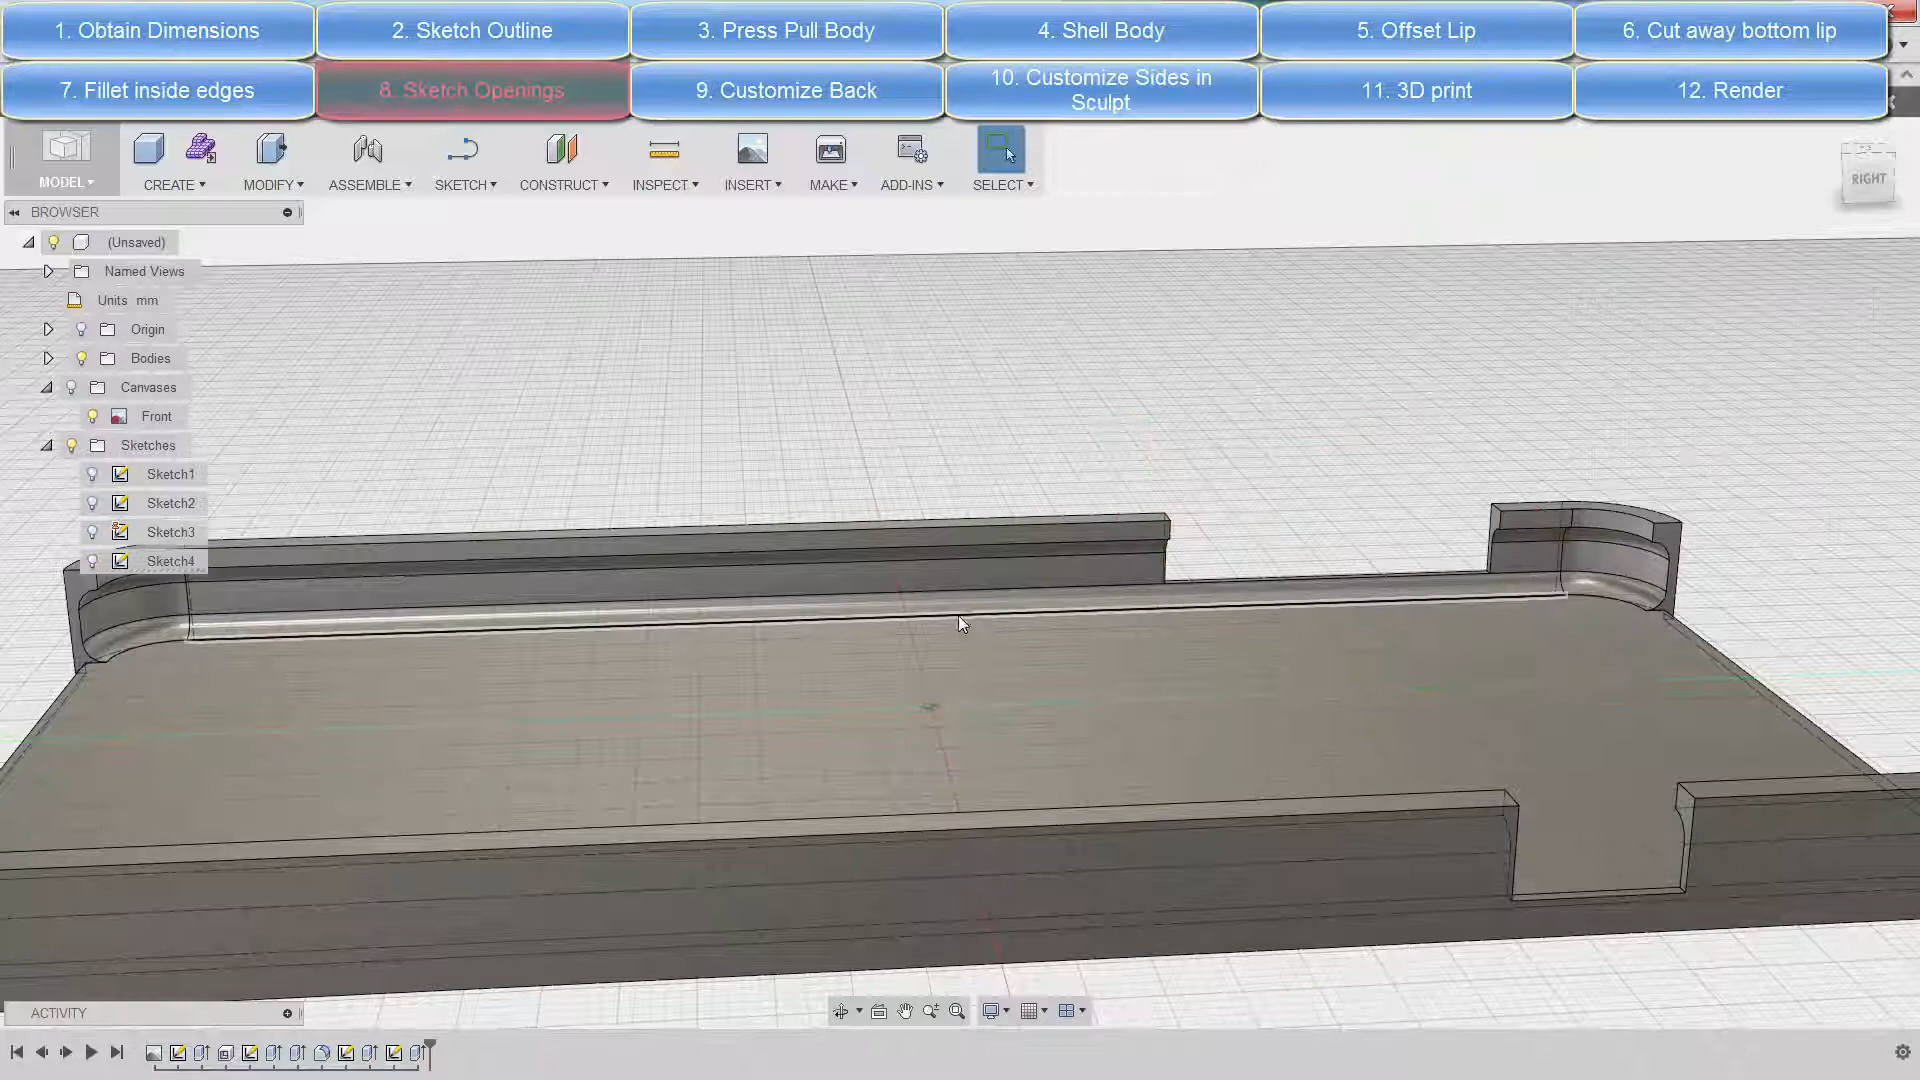 1. Obtain Dimensions
2. Sketch Outline
3. Press Pull Body
4. Shell Body
5. Offset Lip
6. Cut away bottom lip
7. Fillet inside edges
8. Sketch Openings
9. Customize Back
10. Customize Sides in
Sculpt
11. 3D print
12. Render
MODEL
CREATE
MODIFY
ASSEMBLE
SKETCH
CONSTRUCT
INSPECT
INSERT
MAKE
ADD-INS
SELECT
RIGHT
BROWSER
(Unsaved)
Named Views
Units mm
Origin
Bodies
Canvases
Front
Sketches
Sketch1
Sketch2
Sketch3
Sketch4
ACTIVITY